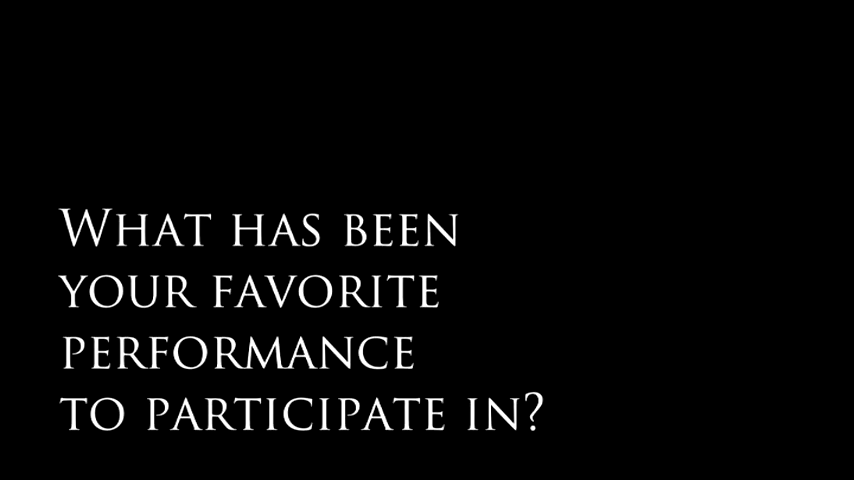 What has been
your favorite
performance
to participate in?